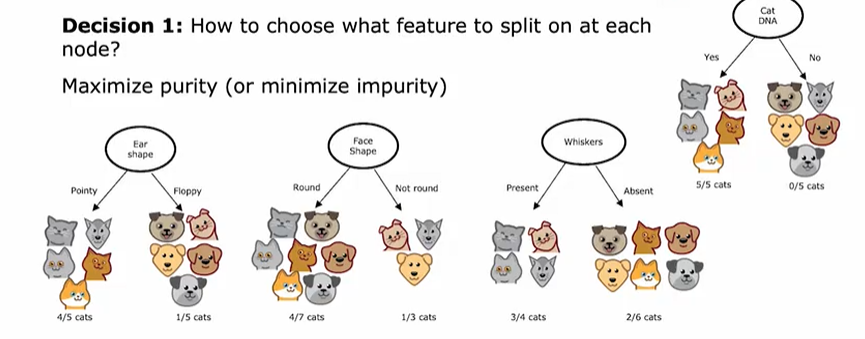 Decision 1: How to choose what feature to split on at each
node?
Maximize purity (or minimize impurity)
Cat
DNA
Yes
No
5/5 cats
0/5 cats
Ear
shape
Pointy
Floppy
4/5 cats
1/5 cats
Face
Shape
Round
Not round
4/7 cats
1/3 cats
Whiskers
Present
Absent
3/4 cats
2/6 cats